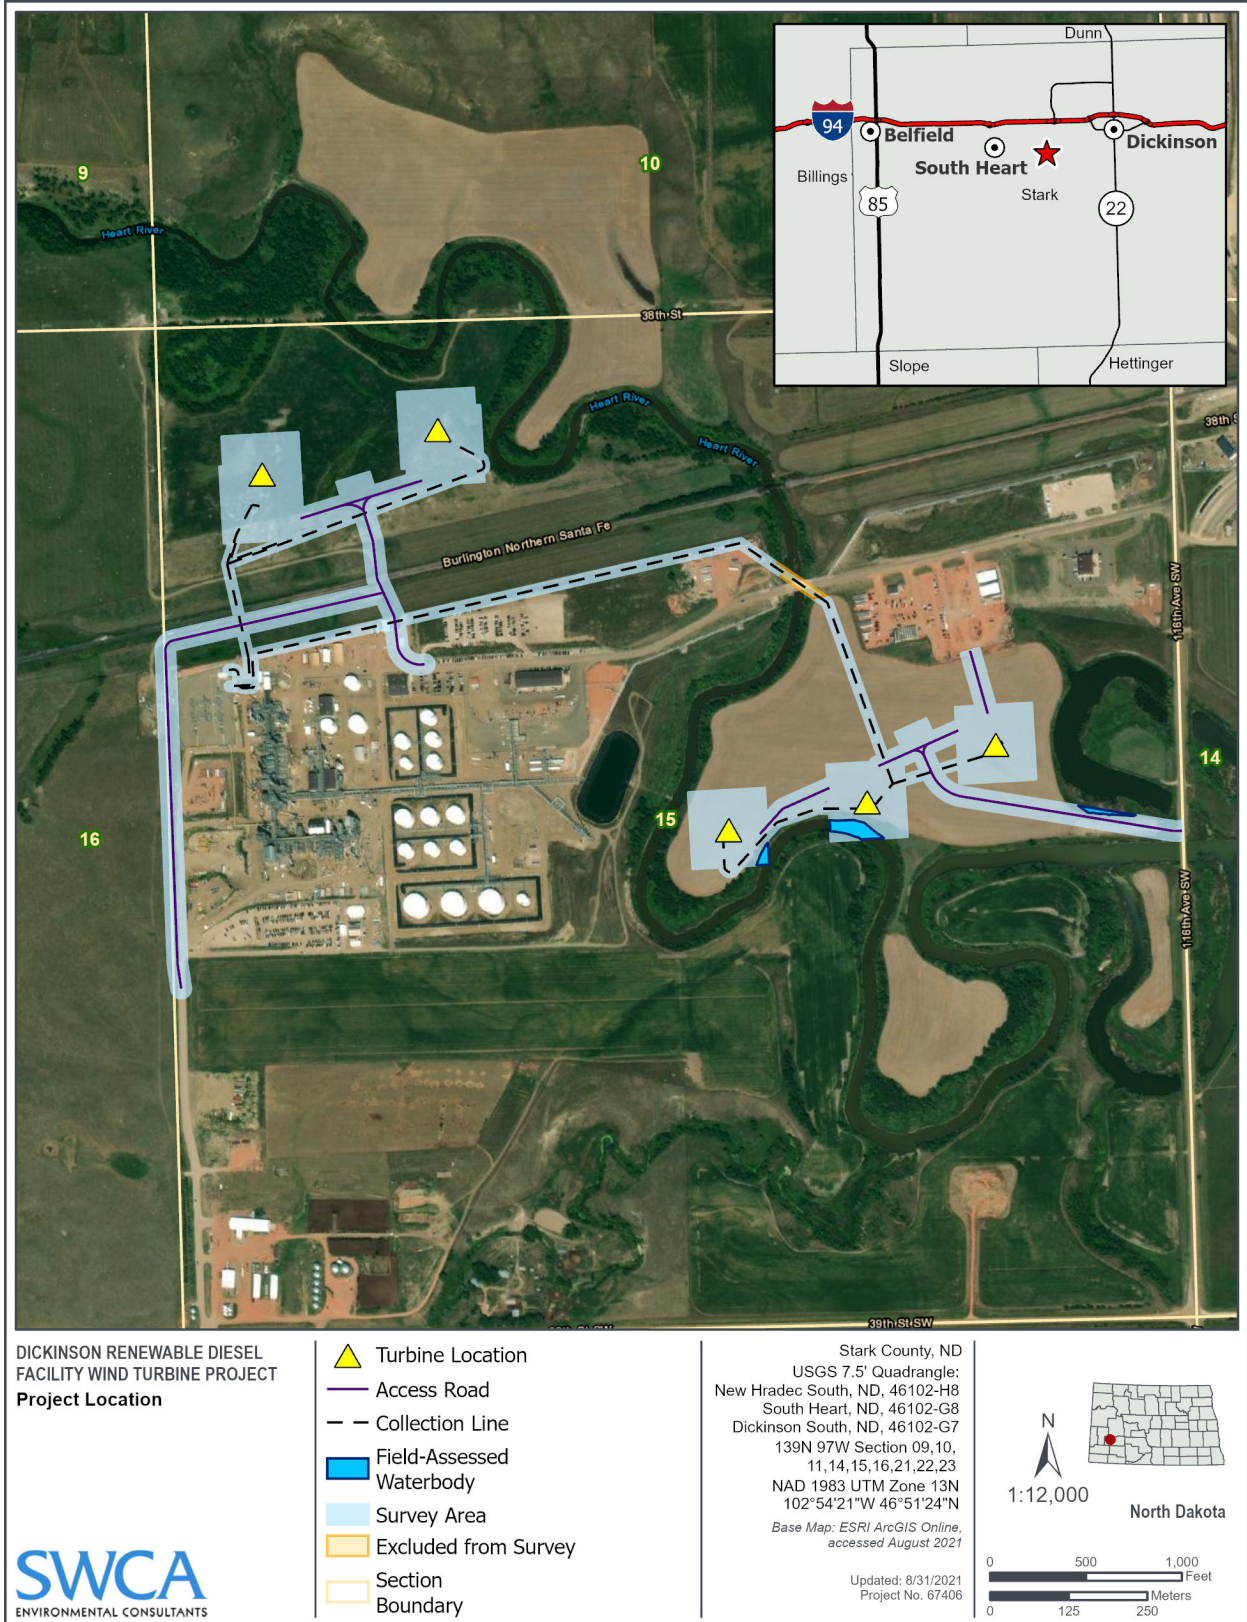 Dunn
94
Belfield
Dickinson
South Heart
Billings
Stark
85
22
Slope
Hettinger
9
10
Heart River
38th St
Heart River
Heart River
38th S
Burlington Northern Santa Fe
116th Ave SW
14
15
16
116th Ave SW
39th St SW
DICKINSON RENEWABLE DIESEL
FACILITY WIND TURBINE PROJECT
Project Location
SWCA
ENVIRONMENTAL CONSULTANTS
Turbine Location
Access Road
Collection Line
Field-Assessed
Waterbody
Survey Area
Excluded from Survey
Section
Boundary
Stark County, ND
USGS 7.5' Quadrangle:
New Hradec South, ND, 46102-H8
South Heart, ND, 46102-G8
Dickinson South, ND, 46102-G7
139N 97W Section 09,10,
11,14,15,16,21,22,23
NAD 1983 UTM Zone 13N
102°54'21"W 46°51'24"N
Base Map: ESRI ArcGIS Online,
accessed August 2021
Updated: 8/31/2021
Project No. 67406
N
1:12,000
North Dakota
0 500 1,000
Feet
Meters
0 125 250